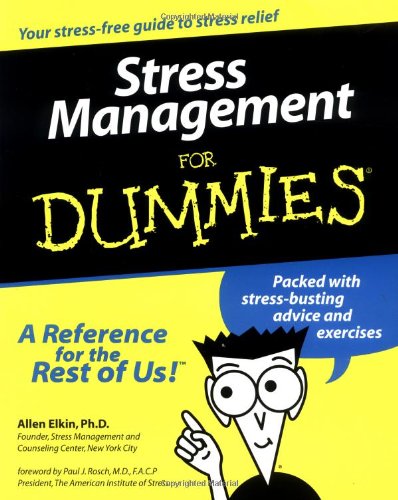 Your stress-free guide to stress relief
Stress
Management
FOR
DUMMIES®
Packed with
stress-busting
advice and
exercises
A Reference
for the
Rest of Us!™
Allen Elkin, Ph.D.
Founder, Stress Management and
Counseling Center, New York City
foreword by Paul J. Rosch, M.D., F.A.C.P
President, The American Institute of Stress